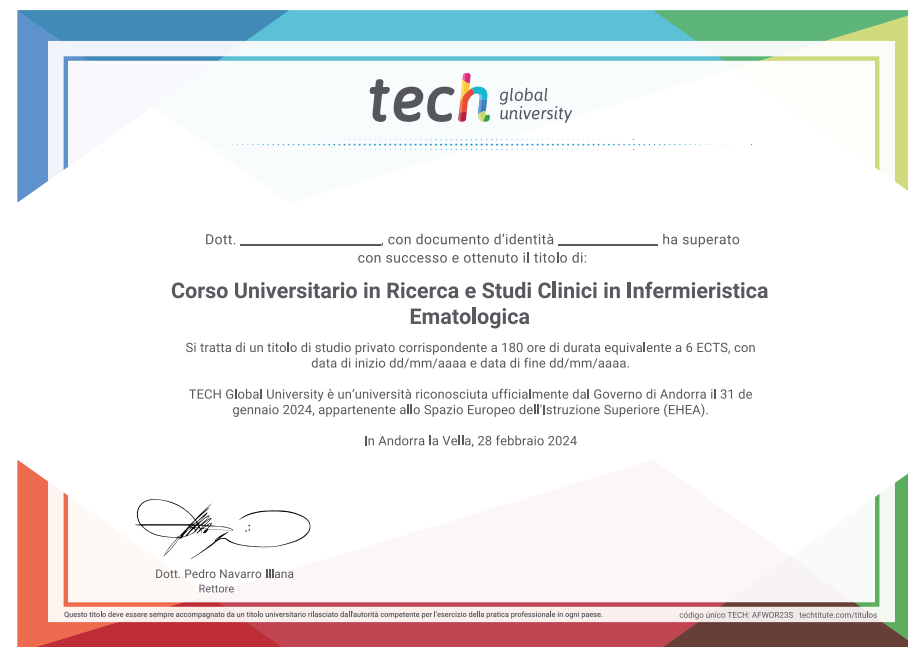 tech global university
Dott. ____________________, con documento d'identità ______________ ha superato
con successo e ottenuto il titolo di:
Corso Universitario in Ricerca e Studi Clinici in Infermieristica
Ematologica
Si tratta di un titolo di studio privato corrispondente a 180 ore di durata equivalente a 6 ECTS, con
data di inizio dd/mm/aaaa e data di fine dd/mm/aaaa.
TECH Global University è un'università riconosciuta ufficialmente dal Governo di Andorra il 31 de
gennaio 2024, appartenente allo Spazio Europeo dell'Istruzione Superiore (EHEA).
In Andorra la Vella, 28 febbraio 2024
Dott. Pedro Navarro Illana
Rettore
Questo titolo deve essere sempre accompagnato da un titolo universitario rilasciato dall'autorità competente per l'esercizio della pratica professionale in ogni paese.
código único TECH: AFWOR23S techtitute.com/titulos